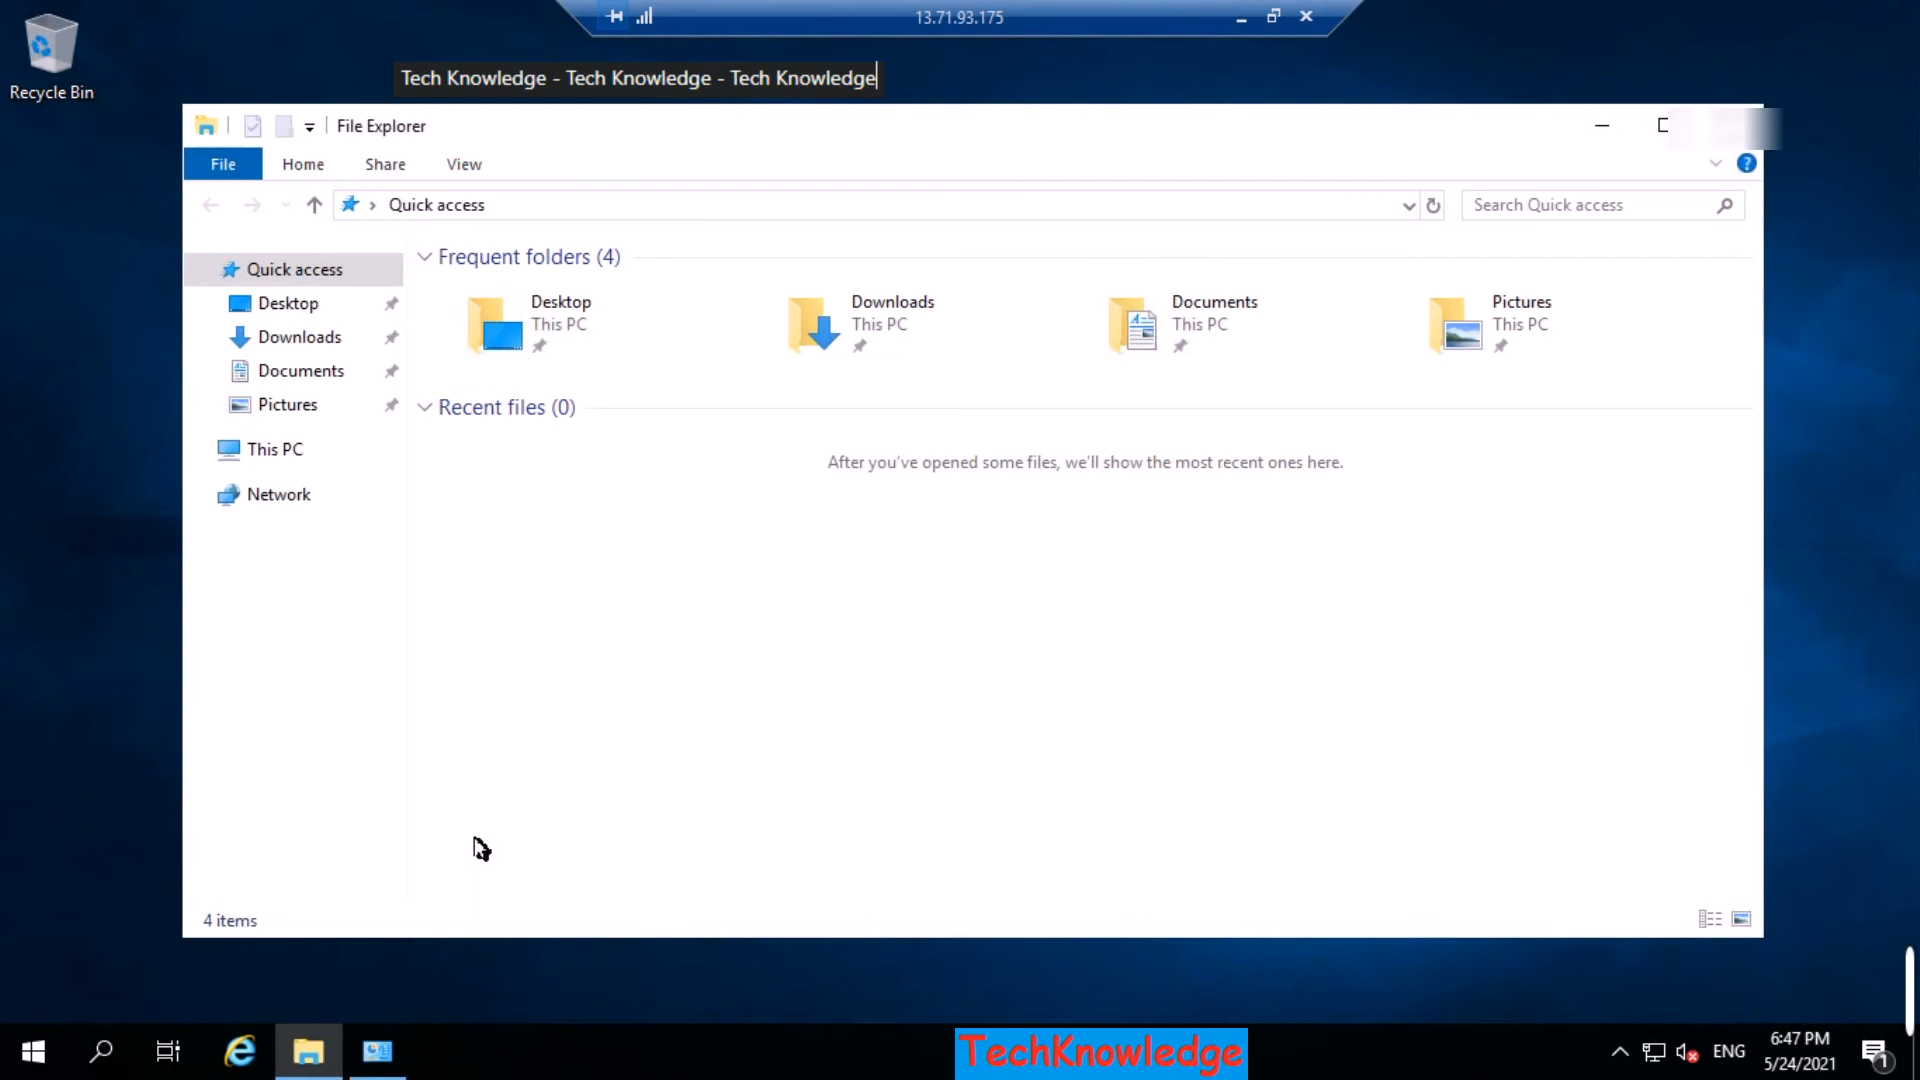 13.71.93.175
Recycle Bin
Tech Knowledge - Tech Knowledge - Tech Knowledge
File Explorer
File Home Share View
Quick access
Search Quick access
Quick access
Desktop
Downloads
Documents
Pictures
This PC
Network
Frequent folders (4)
Desktop
This PC
Downloads
This PC
Documents
This PC
Pictures
This PC
Recent files (0)
After you've opened some files, we'll show the most recent ones here.
4 items
TechKnowledge
ENG
6:47 PM
5/24/2021
1